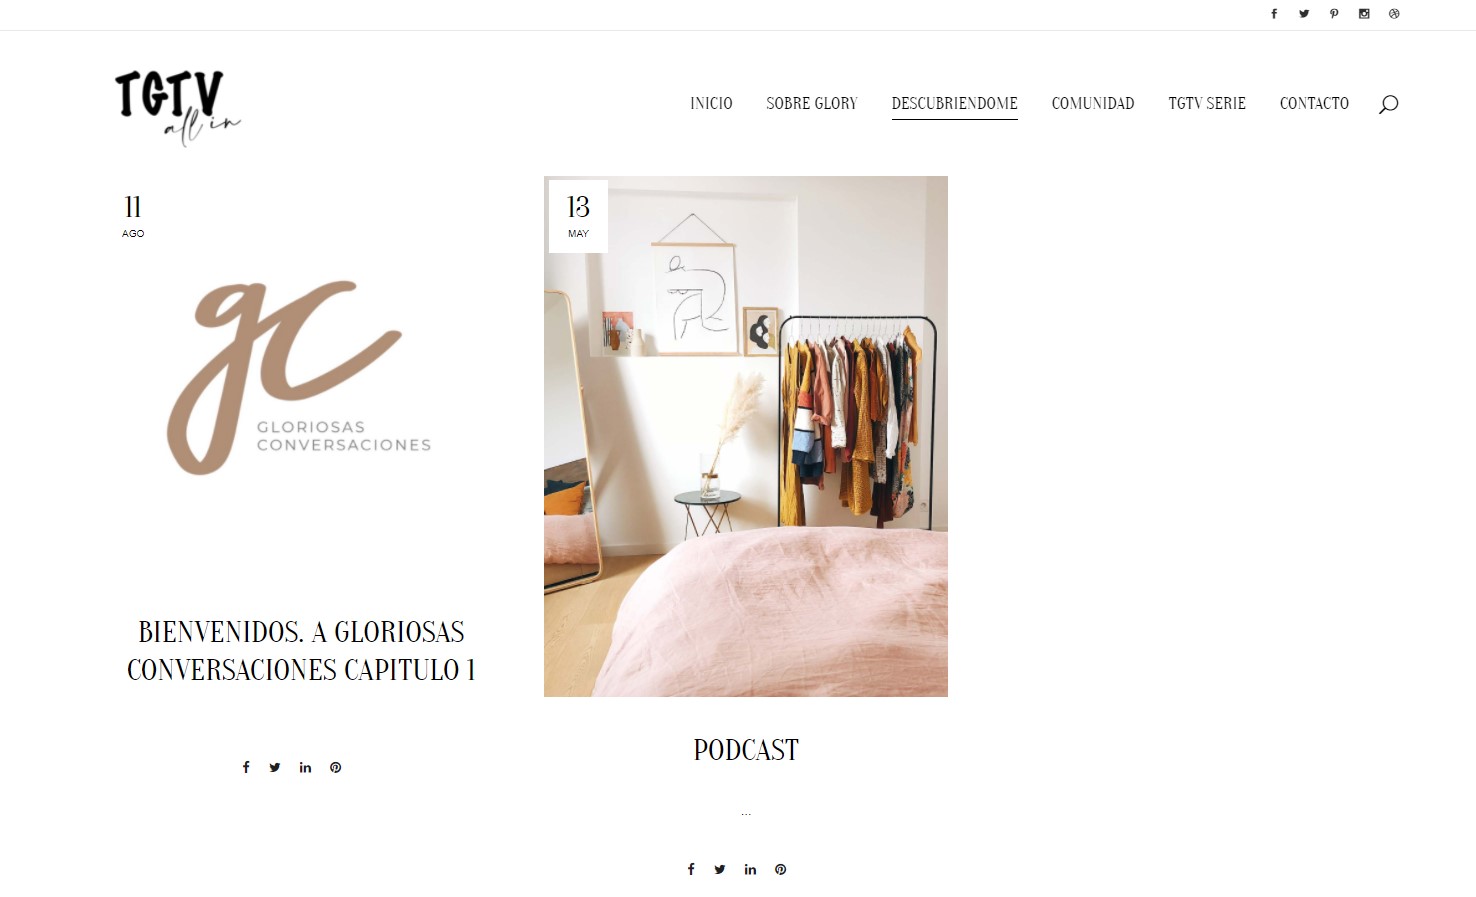 TGTV
all in
INICIO SOBRE GLORY DESCUBRIENDOME COMUNIDAD TGTV SERIE CONTACTO
11
AGO
gc
GLORIOSAS
CONVERSACIONES
BIENVENIDOS. A GLORIOSAS
CONVERSACIONES CAPITULO 1
13
MAY
PODCAST
...